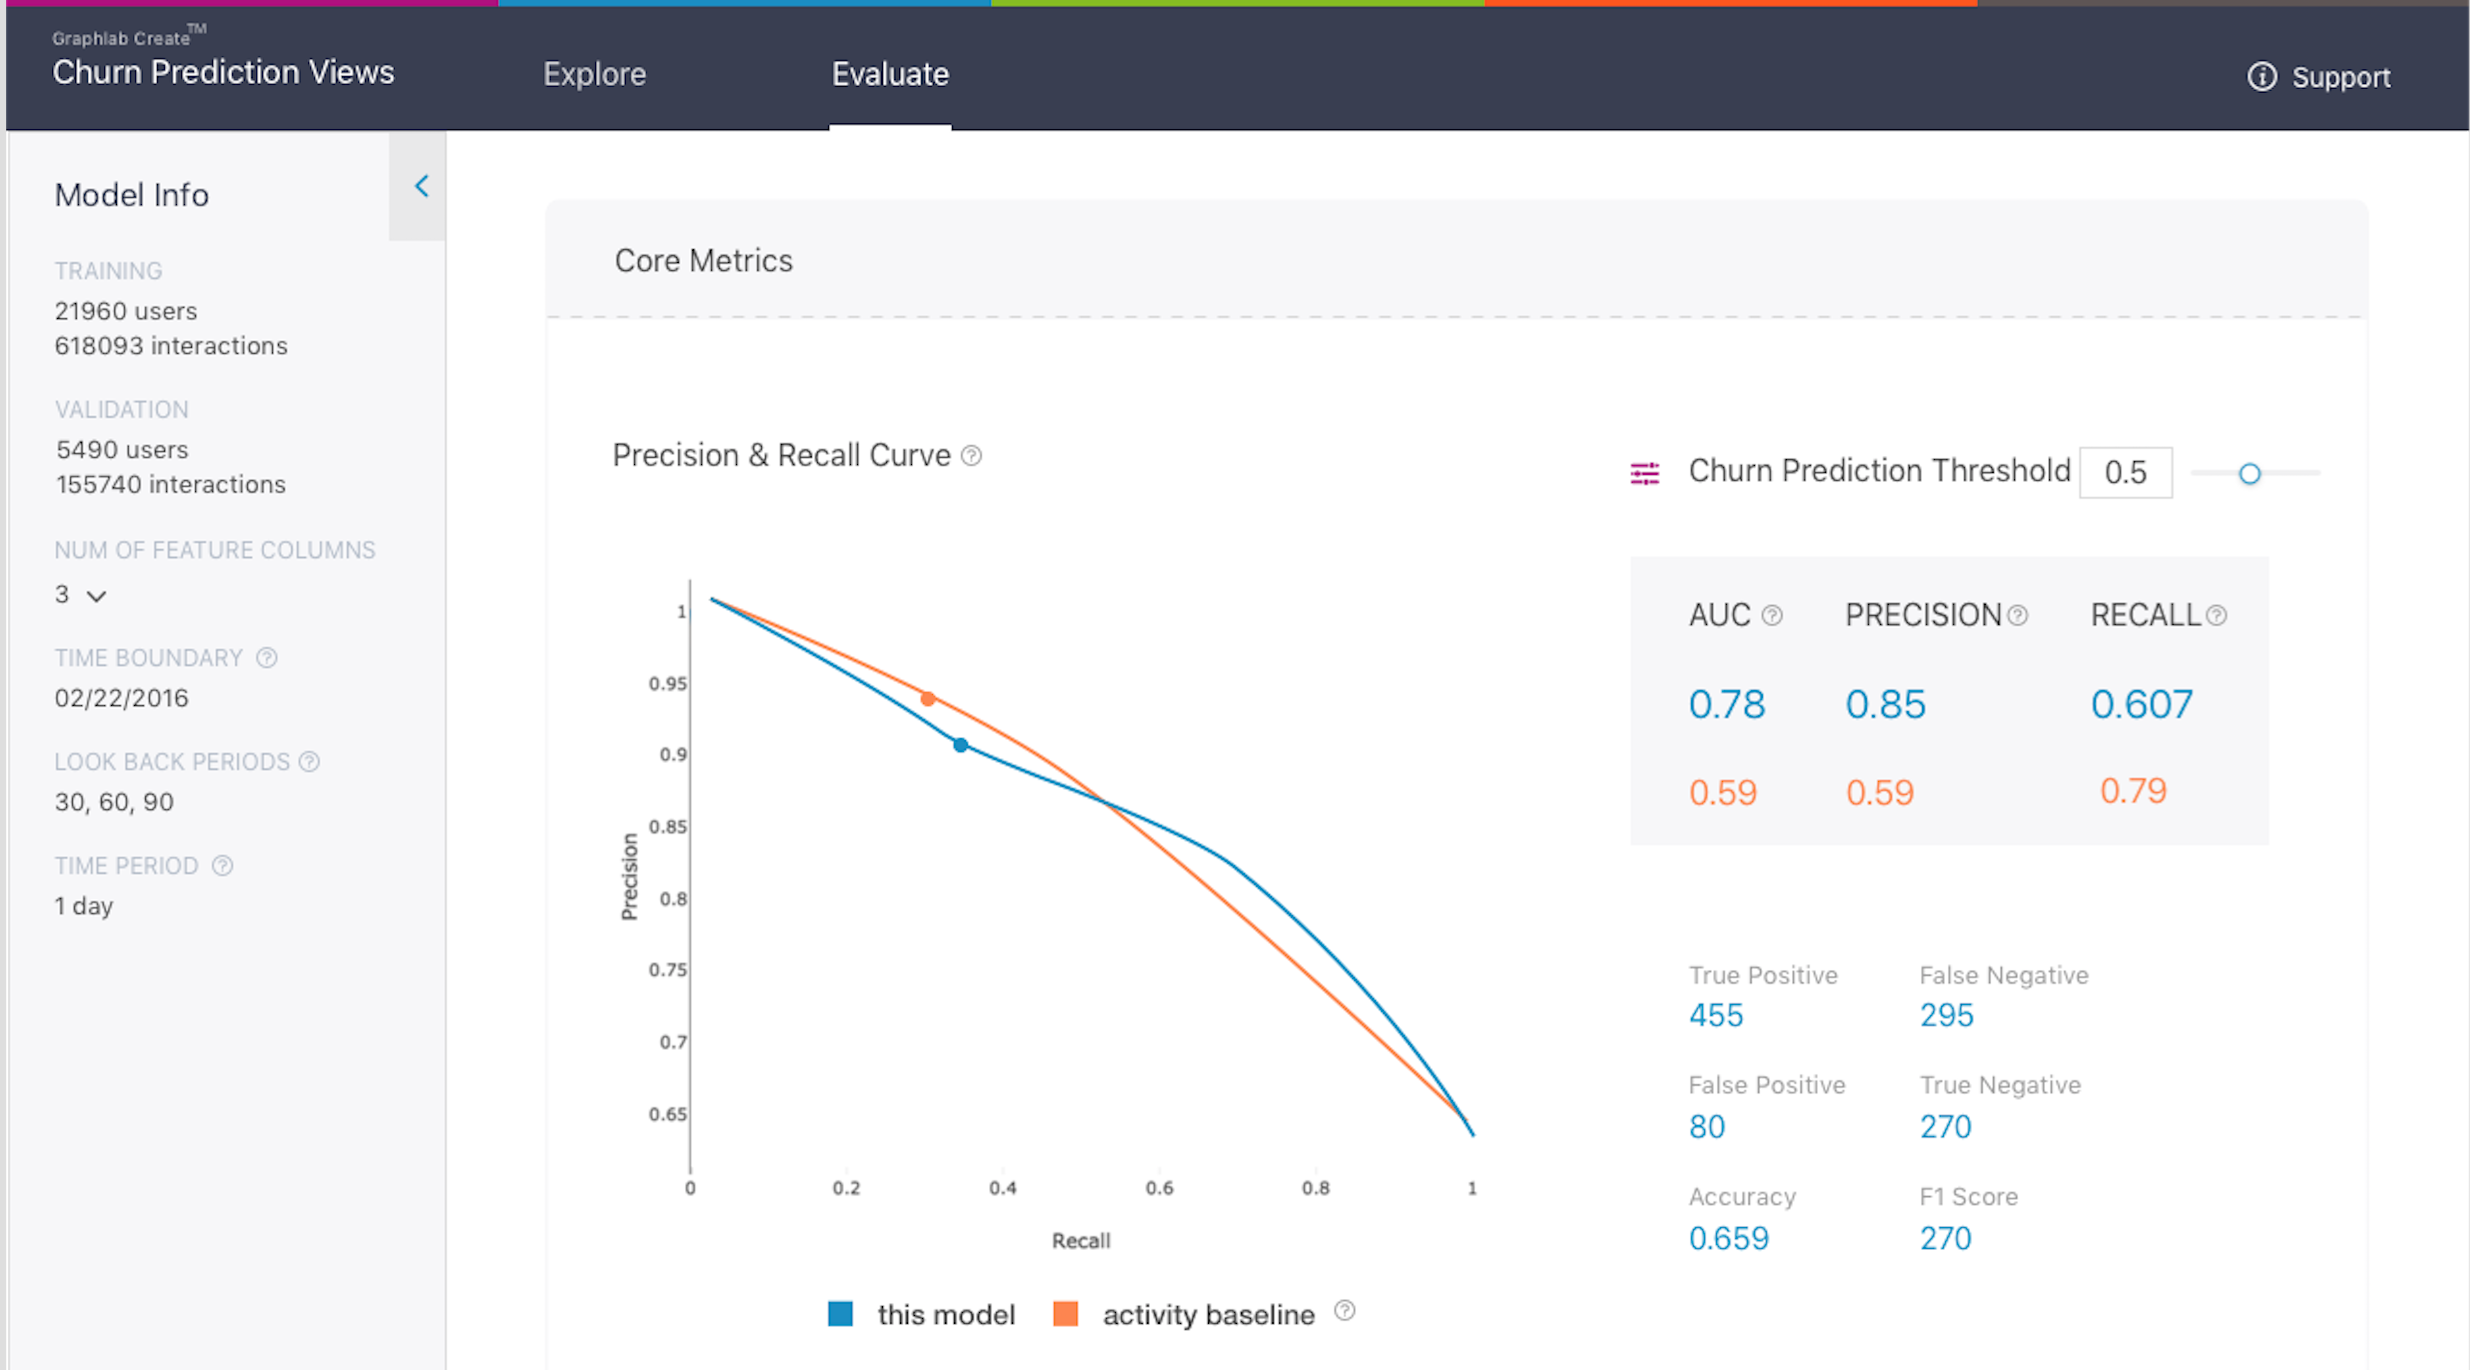 Graphlab Create™
Churn Prediction Views
Explore
Evaluate
Support
Model Info
TRAINING
21960 users
618093 interactions
VALIDATION
5490 users
155740 interactions
NUM OF FEATURE COLUMNS
3
TIME BOUNDARY ?
02/22/2016
LOOK BACK PERIODS ?
30, 60, 90
TIME PERIOD ?
1 day
Core Metrics
Precision & Recall Curve ?
1
0.95
0.9
0.85
0.8
0.75
0.7
0.65
Precision
0 0.2 0.4 0.6 0.8 1
Recall
this model activity baseline ?
Churn Prediction Threshold 0.5
AUC ? PRECISION ? RECALL ?
0.78 0.85 0.607
0.59 0.59 0.79
True Positive False Negative
455 295
False Positive True Negative
80 270
Accuracy F1 Score
0.659 270